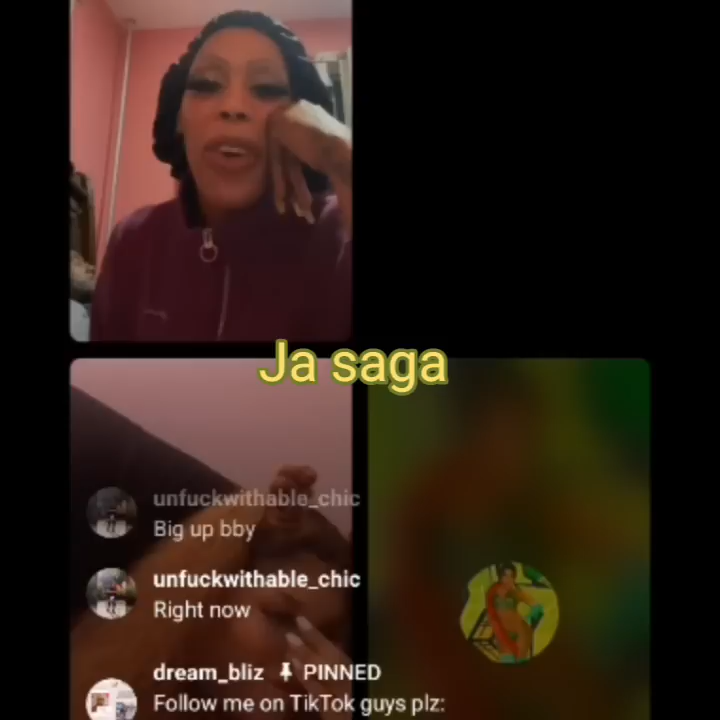 Ja saga
unfuckwithable_chic
Big up bby
unfuckwithable_chic
Right now
dream_bliz PINNED
Follow me on TikTok guys plz: